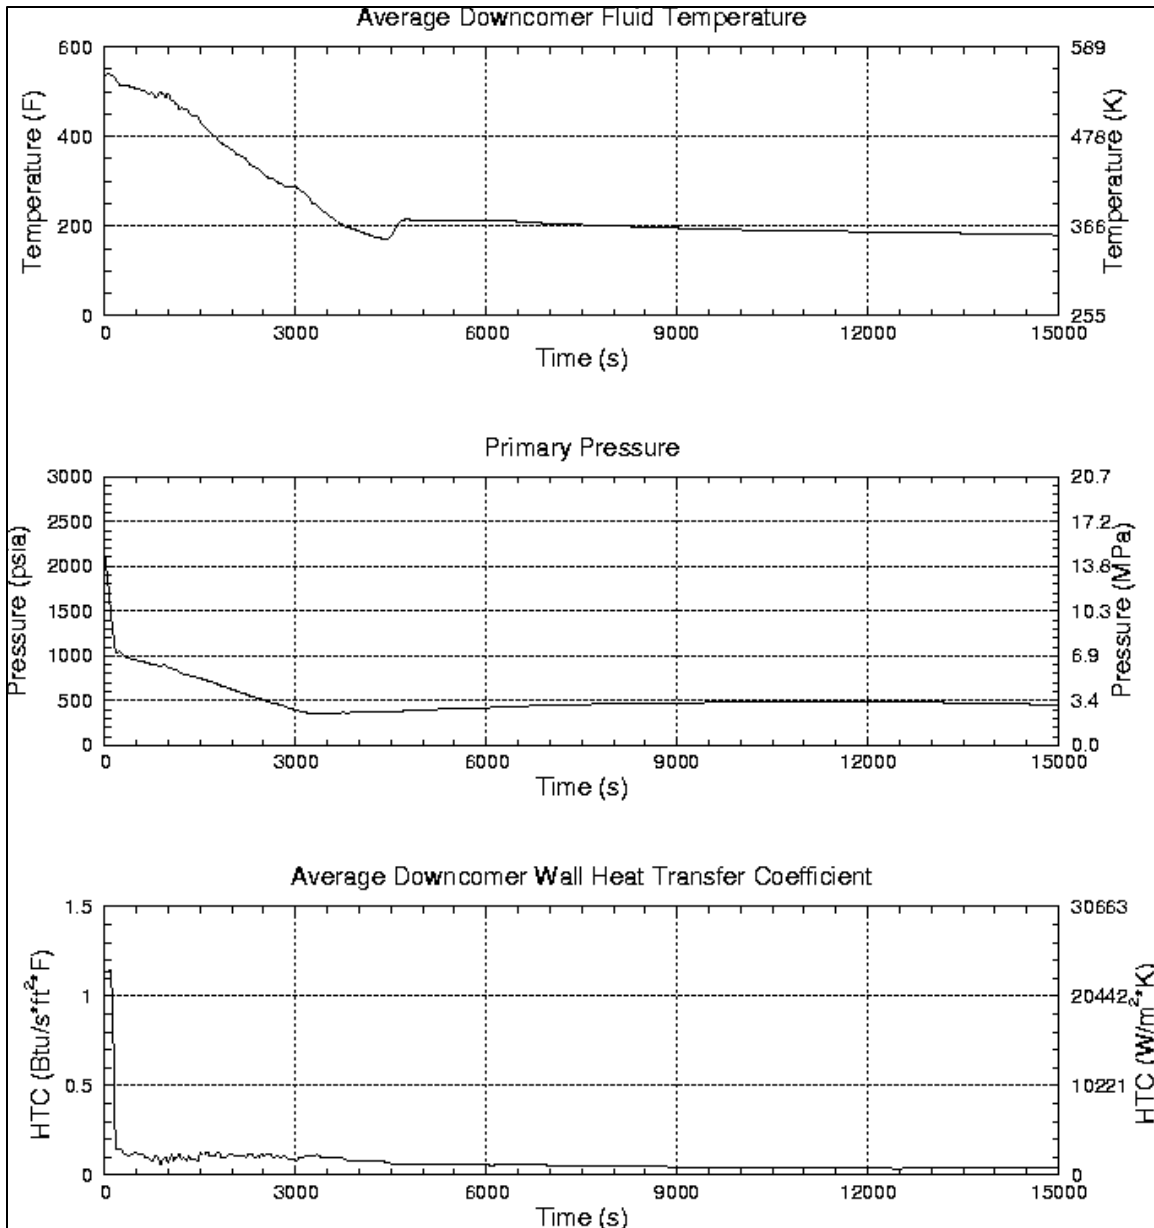 Average Downcomer Fluid Temperature
Temperature (F)
600
400
200
0
589
478
366
255
Temperature (K)
0 3000 6000 9000 12000 15000
Time (s)
Primary Pressure
Pressure (psia)
3000
2500
2000
1500
1000
500
0
20.7
17.2
13.8
10.3
6.9
3.4
0.0
Pressure (MPa)
0 3000 6000 9000 12000 15000
Time (s)
Average Downcomer Wall Heat Transfer Coefficient
HTC (Btu/s*ft²*F)
1.5
1
0.5
0
30663
20442
10221
0
HTC (W/m²*K)
0 3000 6000 9000 12000 15000
Time (s)